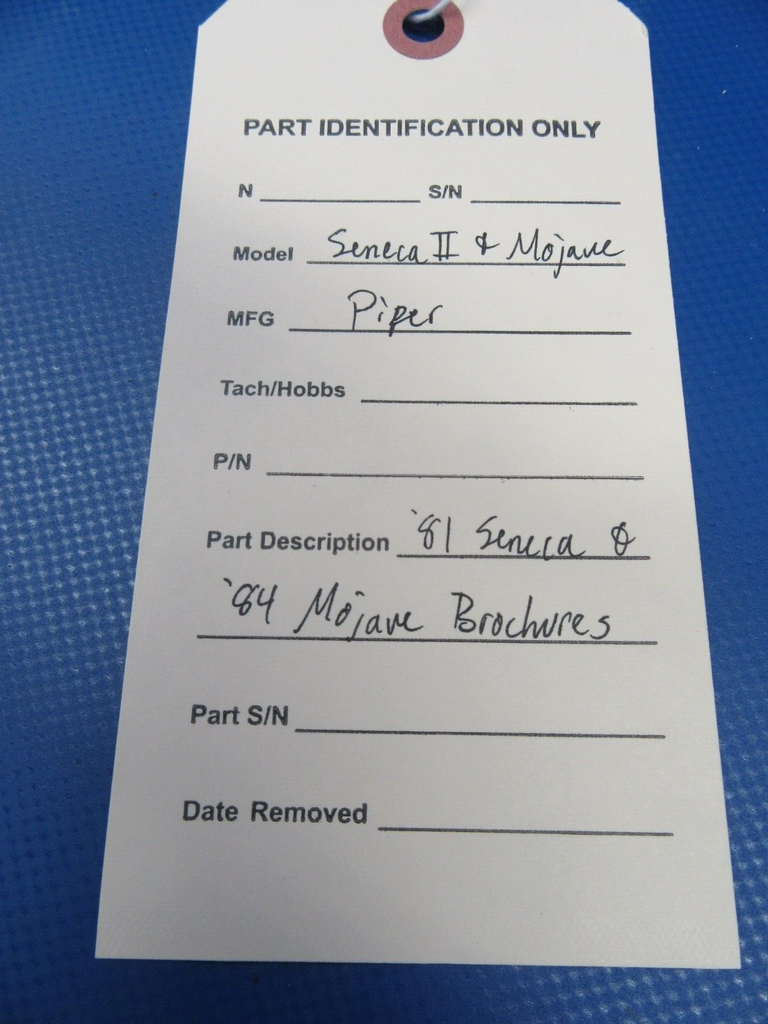 PART IDENTIFICATION ONLY
N S/N
Model Seneca II & Mojave
MFG Piper
Tach/Hobbs
P/N
Part Description '81 Seneca &
'84 Mojave Brochures
Part S/N
Date Removed